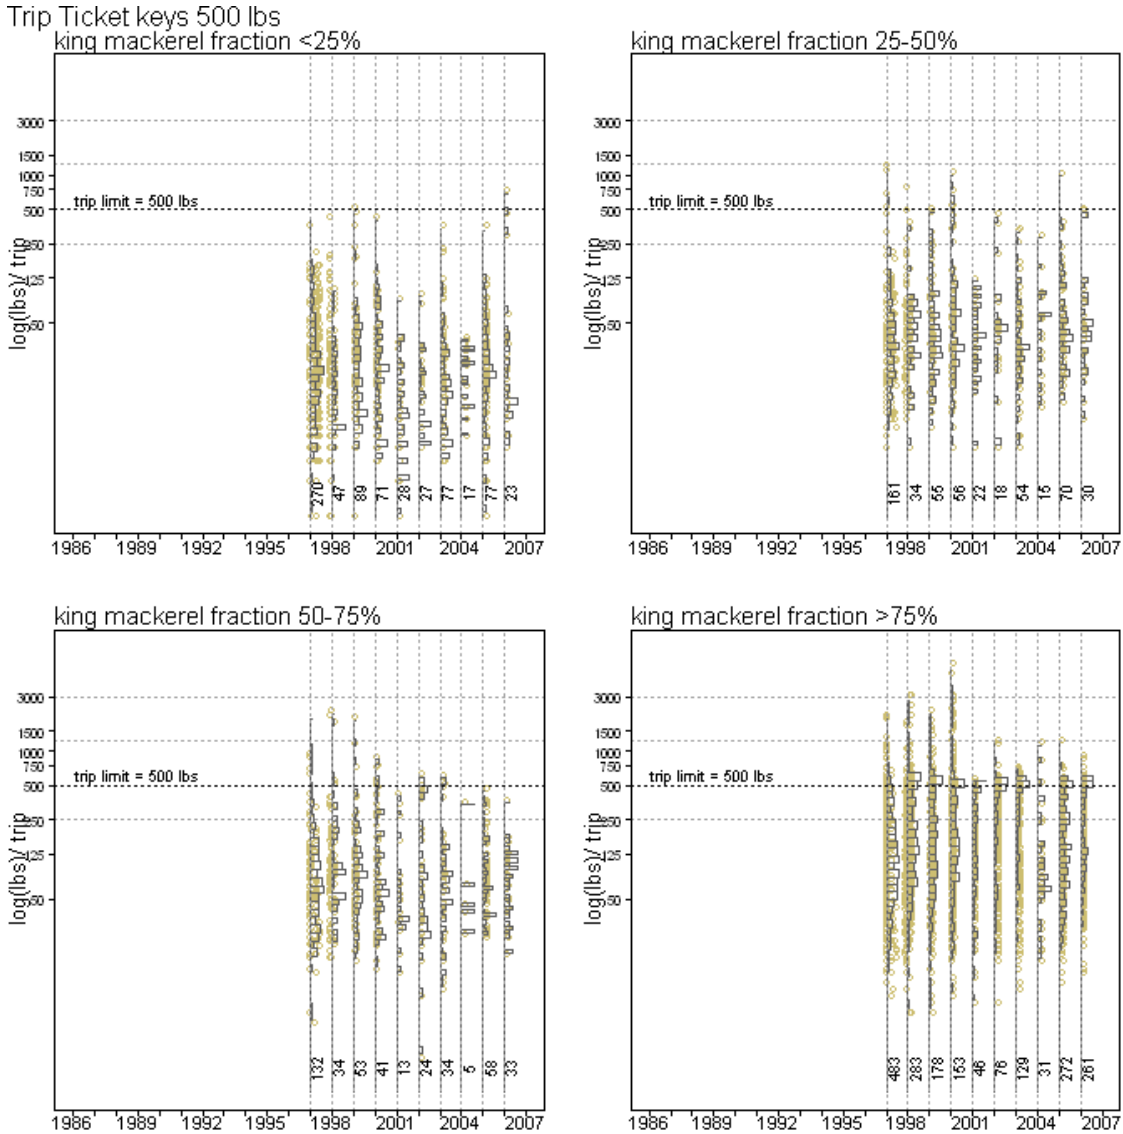 Trip Ticket keys 500 lbs
king mackerel fraction <25%
3000
1500
1000
750
500
250
125
50
log(lbs)/ trip
trip limit = 500 lbs
270 47 89 71 28 27 77 17 77 23
1986 1989 1992 1995 1998 2001 2004 2007
king mackerel fraction 25-50%
3000
1500
1000
750
500
250
125
50
log(lbs)/ trip
trip limit = 500 lbs
161 34 55 56 22 18 54 15 70 30
1986 1989 1992 1995 1998 2001 2004 2007
king mackerel fraction 50-75%
3000
1500
1000
750
500
250
125
50
log(lbs)/ trip
trip limit = 500 lbs
132 34 53 41 13 24 34 5 58 33
1986 1989 1992 1995 1998 2001 2004 2007
king mackerel fraction >75%
3000
1500
1000
750
500
250
125
50
log(lbs)/ trip
trip limit = 500 lbs
483 283 178 153 46 76 129 31 272 261
1986 1989 1992 1995 1998 2001 2004 2007